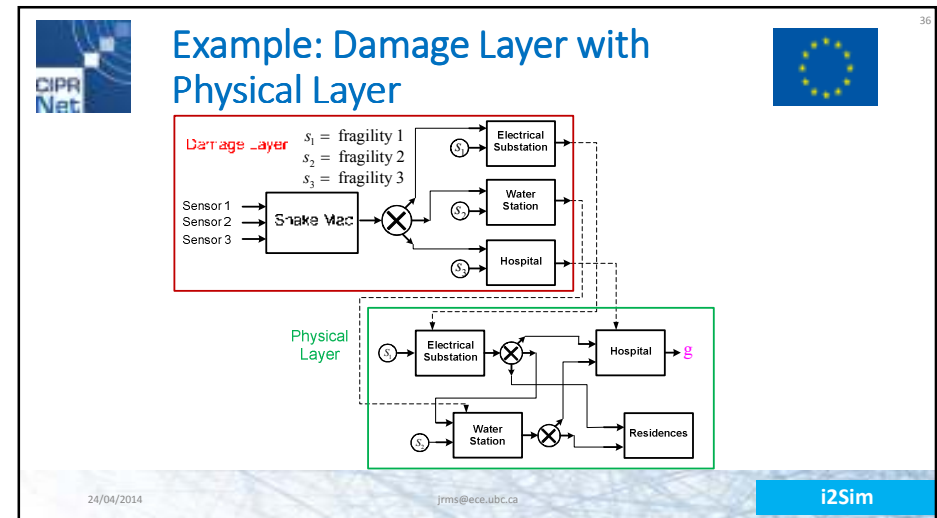 36
CIPR
Net
Example: Damage Layer with
Physical Layer
Damage Layer
s₁ = fragility 1
s₂ = fragility 2
s₃ = fragility 3
Sensor 1
Sensor 2
Sensor 3
Shake Map
Electrical
Substation
S₁
Water
Station
S₂
Hospital
S₃
Physical
Layer
S₁
Electrical
Substation
Hospital
g
S₂
Water
Station
Residences
24/04/2014
jrms@ece.ubc.ca
i2Sim